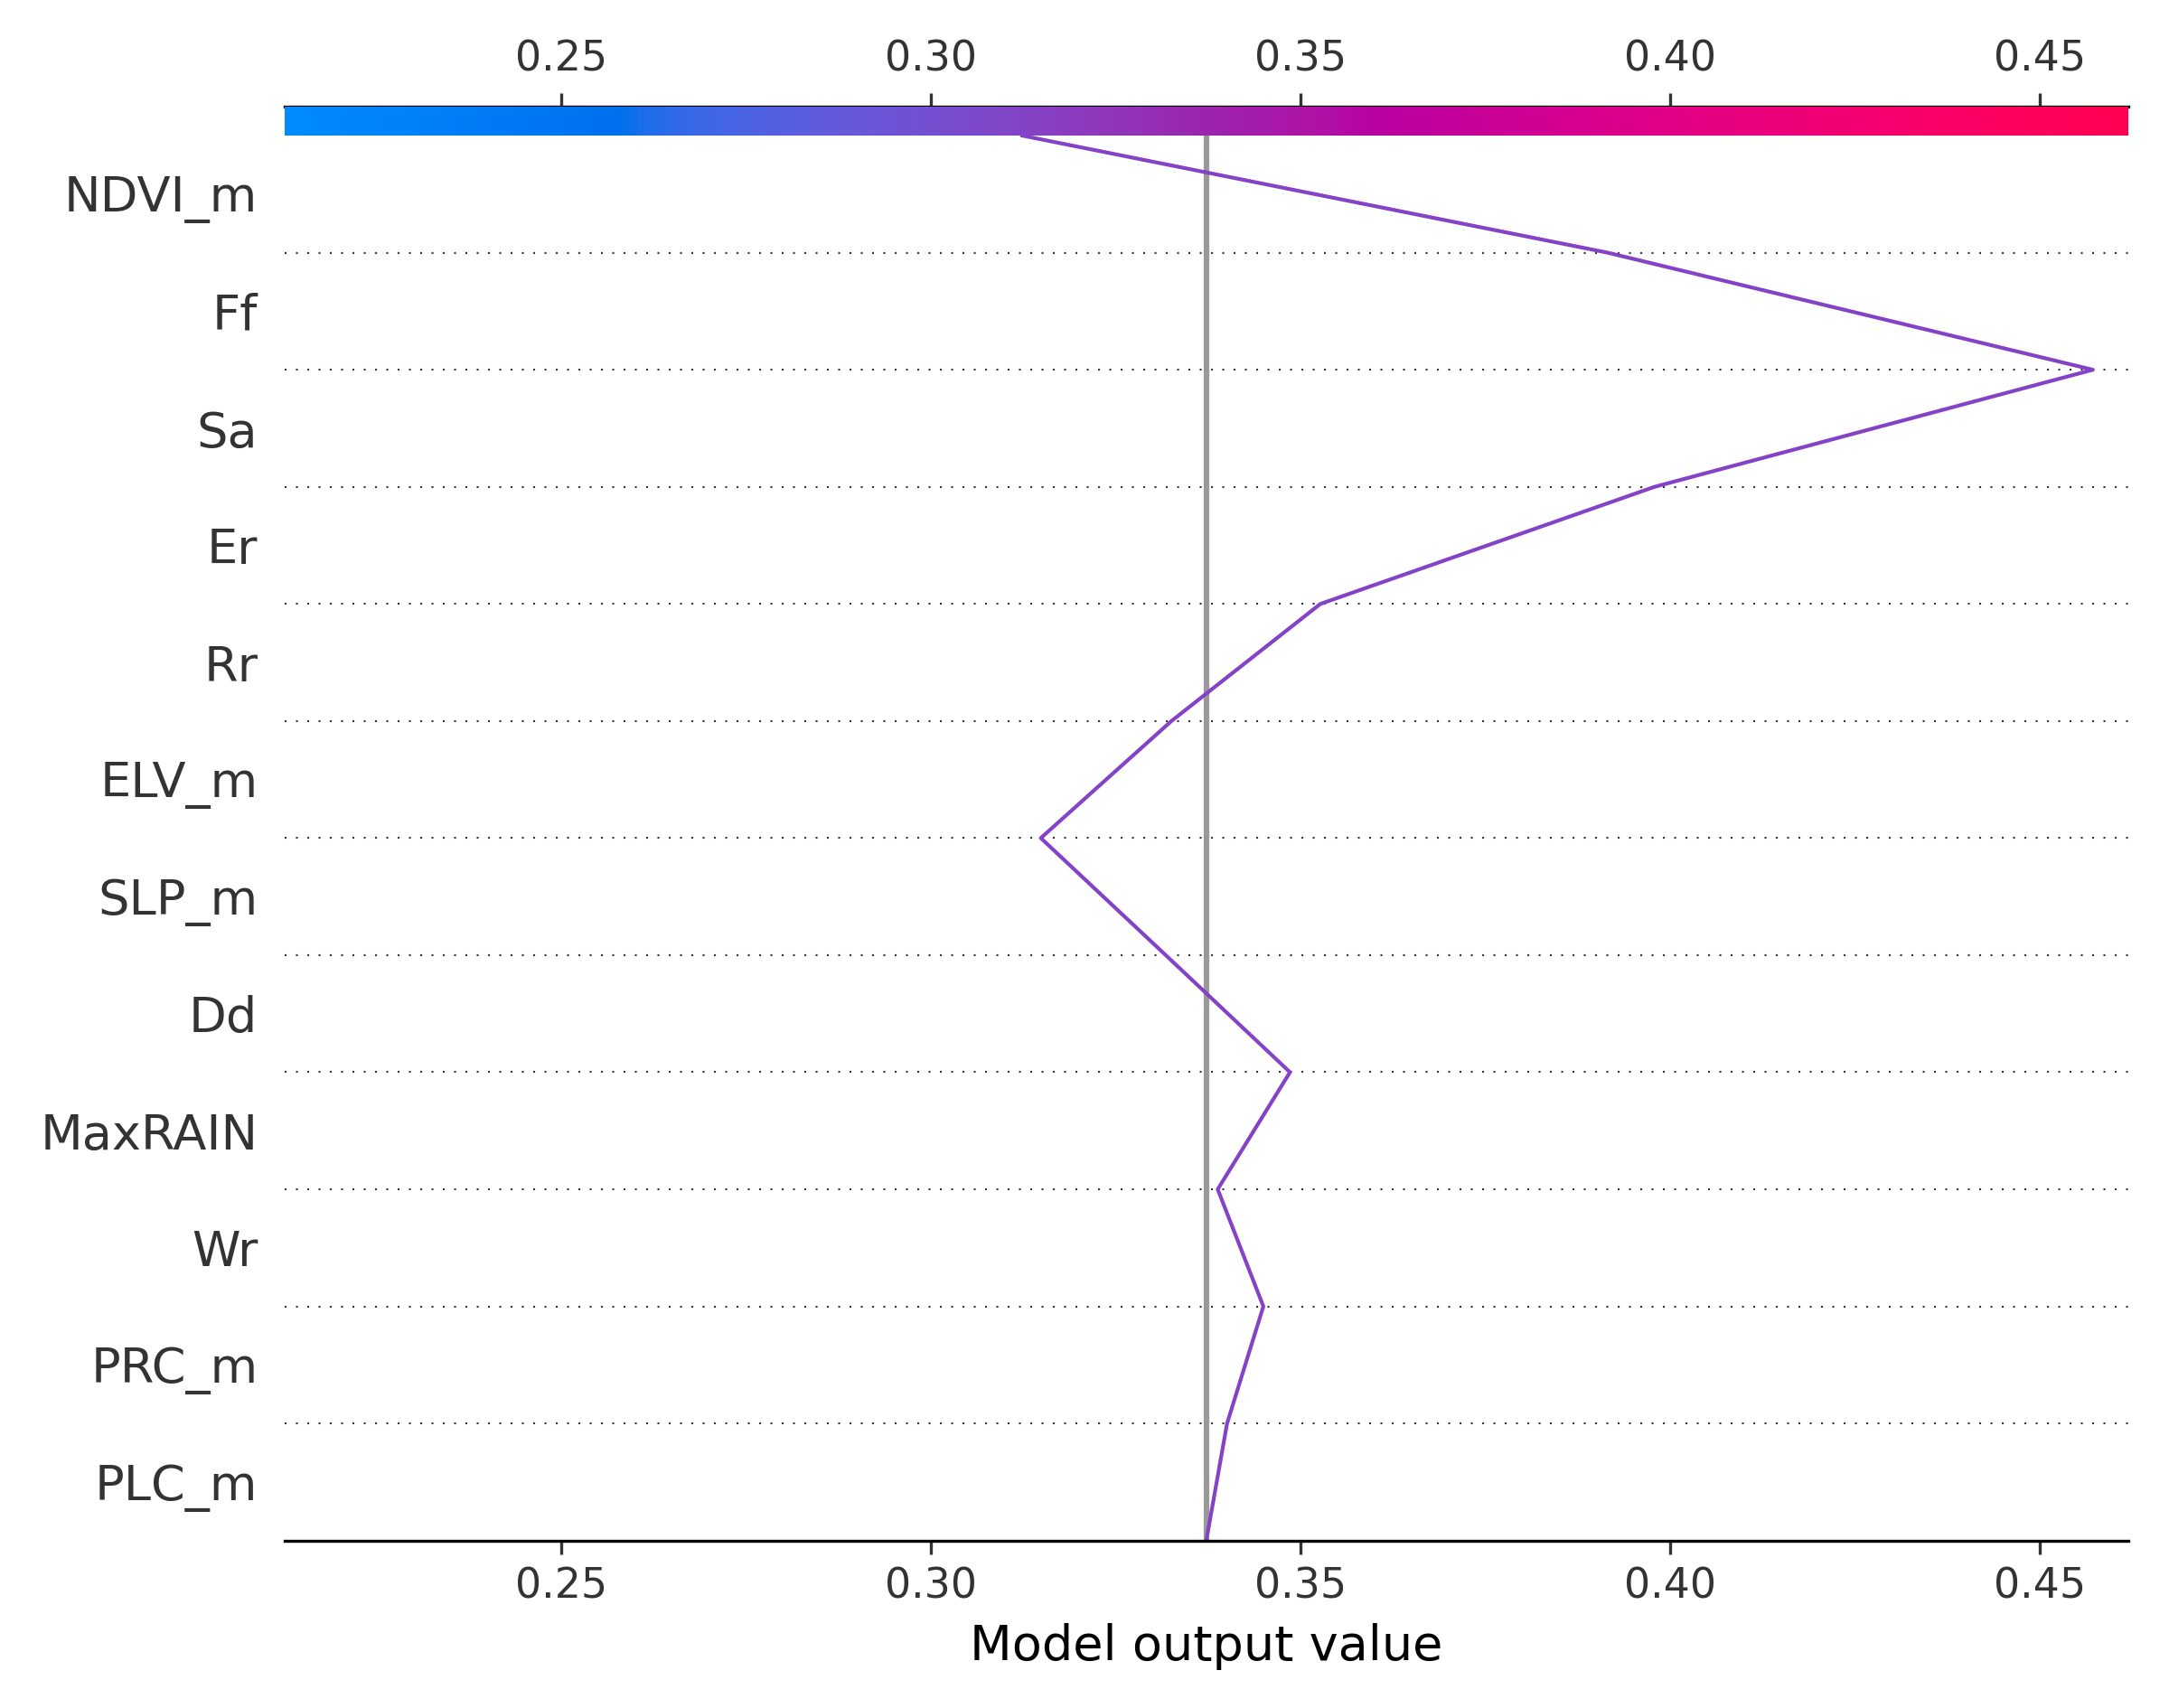 0.25 0.30 0.35 0.40 0.45
NDVI_m
Ff
Sa
Er
Rr
ELV_m
SLP_m
Dd
MaxRAIN
Wr
PRC_m
PLC_m
0.25 0.30 0.35 0.40 0.45
Model output value